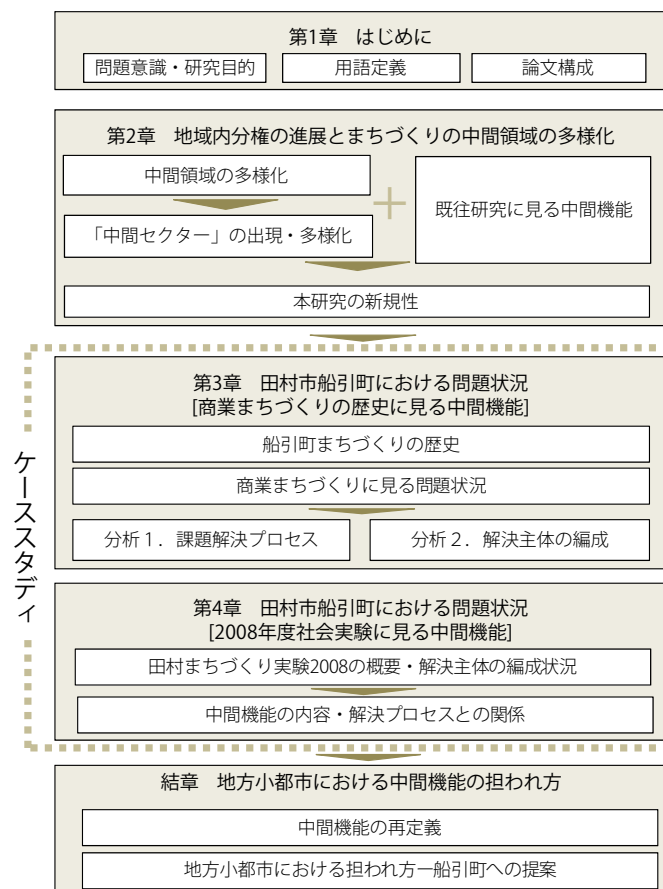 第1章 はじめに
問題意識・研究目的
用語定義
論文構成
第2章 地域内分権の進展とまちづくりの中間領域の多様化
中間領域の多様化
+
既往研究に見る中間機能
「中間セクター」の出現・多様化
本研究の新規性
ケーススタディ
第3章 田村市船引町における問題状況
[商業まちづくりの歴史に見る中間機能]
船引町まちづくりの歴史
商業まちづくりに見る問題状況
分析1．課題解決プロセス
分析2．解決主体の編成
第4章 田村市船引町における問題状況
[2008年度社会実験に見る中間機能]
田村まちづくり実験2008の概要・解決主体の編成状況
中間機能の内容・解決プロセスとの関係
結章 地方小都市における中間機能の担われ方
中間機能の再定義
地方小都市における担われ方ー船引町への提案